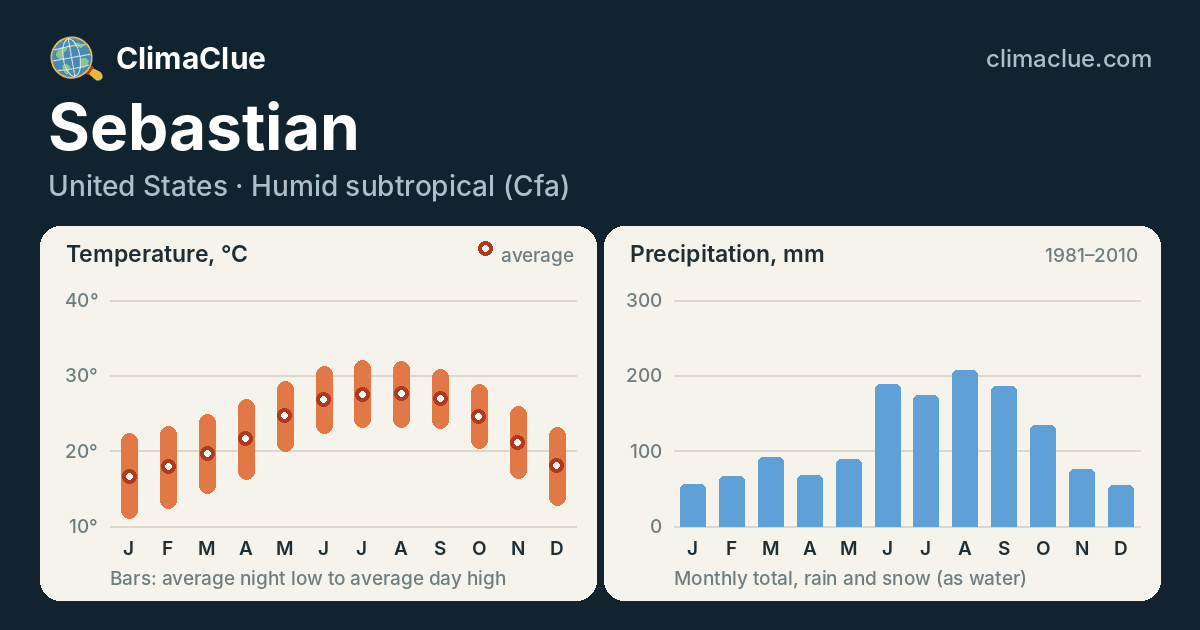 ClimaClue
climaclue.com
Sebastian
United States · Humid subtropical (Cfa)
Temperature, °C
average
40°
30°
20°
10°
J F M A M J J A S O N D
Bars: average night low to average day high
Precipitation, mm
1981–2010
300
200
100
0
J F M A M J J A S O N D
Monthly total, rain and snow (as water)